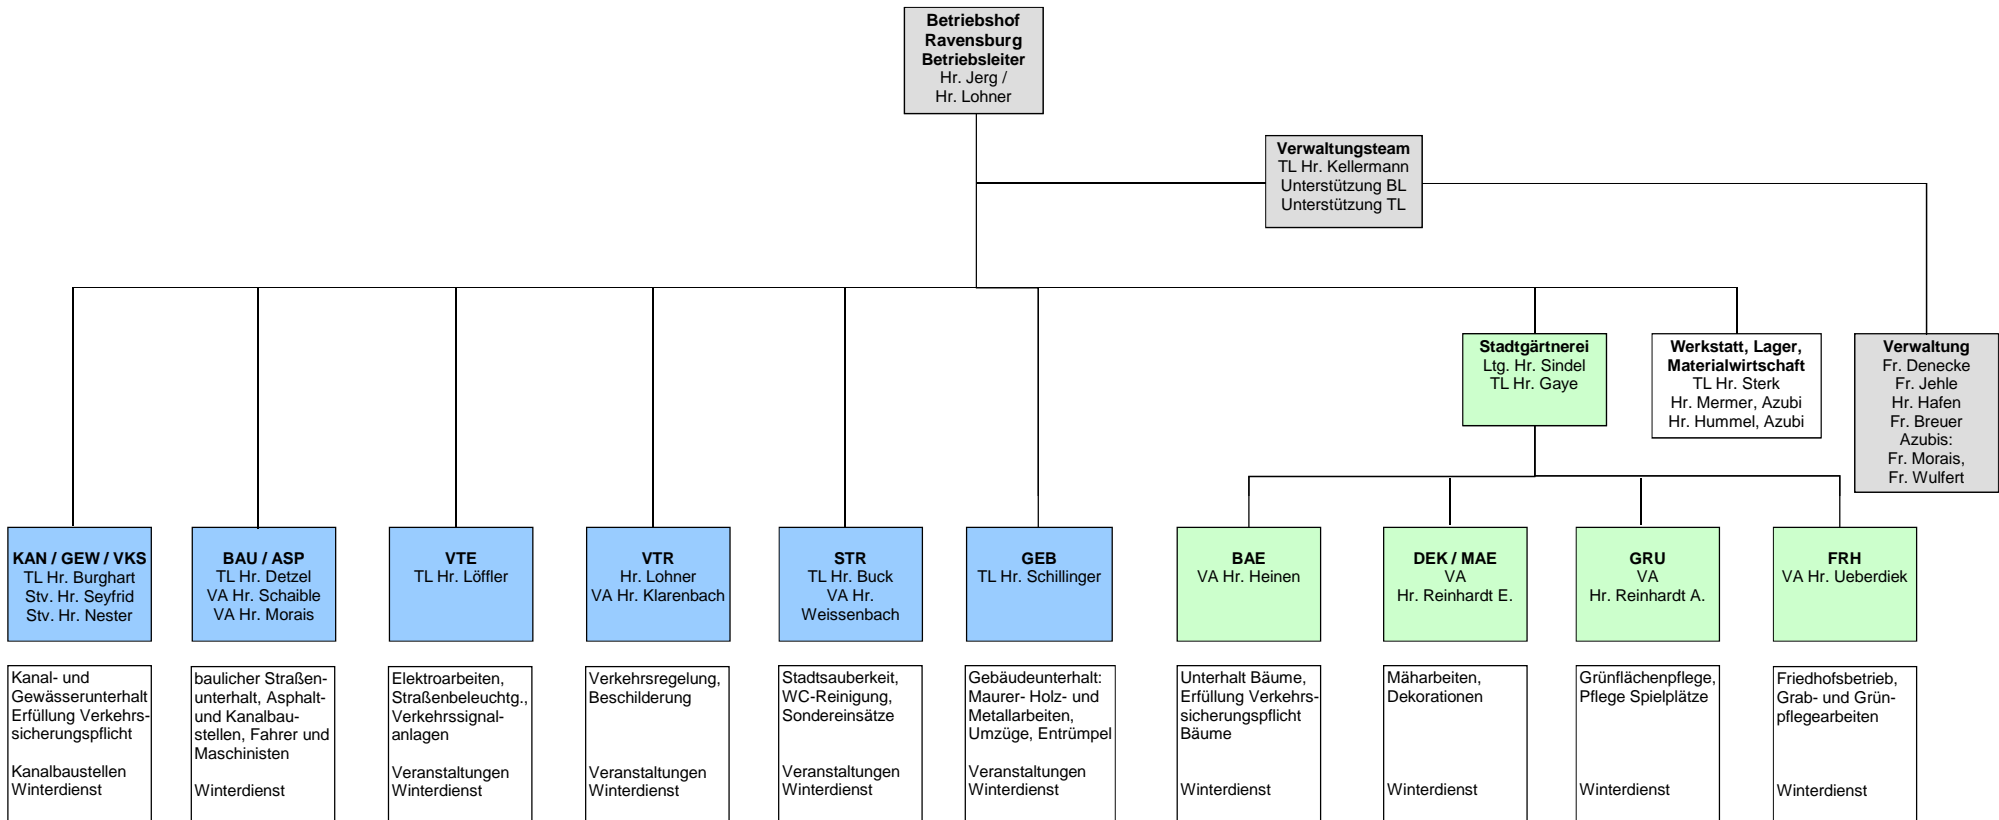 Betriebshof
Ravensburg
Betriebsleiter
Hr. Jerg /
Hr. Lohner
Verwaltungsteam
TL Hr. Kellermann
Unterstützung BL
Unterstützung TL
Stadtgärtnerei
Ltg. Hr. Sindel
TL Hr. Gaye
Werkstatt, Lager,
Materialwirtschaft
TL Hr. Sterk
Hr. Mermer, Azubi
Hr. Hummel, Azubi
Verwaltung
Fr. Denecke
Fr. Jehle
Hr. Hafen
Fr. Breuer
Azubis:
Fr. Morais,
Fr. Wulfert
KAN / GEW / VKS
TL Hr. Burghart
Stv. Hr. Seyfrid
Stv. Hr. Nester
BAU / ASP
TL Hr. Detzel
VA Hr. Schaible
VA Hr. Morais
VTE
TL Hr. Löffler
VTR
Hr. Lohner
VA Hr. Klarenbach
STR
TL Hr. Buck
VA Hr.
Weissenbach
GEB
TL Hr. Schillinger
BAE
VA Hr. Heinen
DEK / MAE
VA
Hr. Reinhardt E.
GRU
VA
Hr. Reinhardt A.
FRH
VA Hr. Ueberdiek
Kanal- und
Gewässerunterhalt
Erfüllung Verkehrs-
sicherungspflicht
Kanalbaustellen
Winterdienst
baulicher Straßen-
unterhalt, Asphalt-
und Kanalbau-
stellen, Fahrer und
Maschinisten
Winterdienst
Elektroarbeiten,
Straßenbeleuchtg.,
Verkehrssignal-
anlagen
Veranstaltungen
Winterdienst
Verkehrsregelung,
Beschilderung
Veranstaltungen
Winterdienst
Stadtsauberkeit,
WC-Reinigung,
Sondereinsätze
Veranstaltungen
Winterdienst
Gebäudeunterhalt:
Maurer- Holz- und
Metallarbeiten,
Umzüge, Entrümpel
Veranstaltungen
Winterdienst
Unterhalt Bäume,
Erfüllung Verkehrs-
sicherungspflicht
Bäume
Winterdienst
Mäharbeiten,
Dekorationen
Winterdienst
Grünflächenpflege,
Pflege Spielplätze
Winterdienst
Friedhofsbetrieb,
Grab- und Grün-
pflegearbeiten
Winterdienst